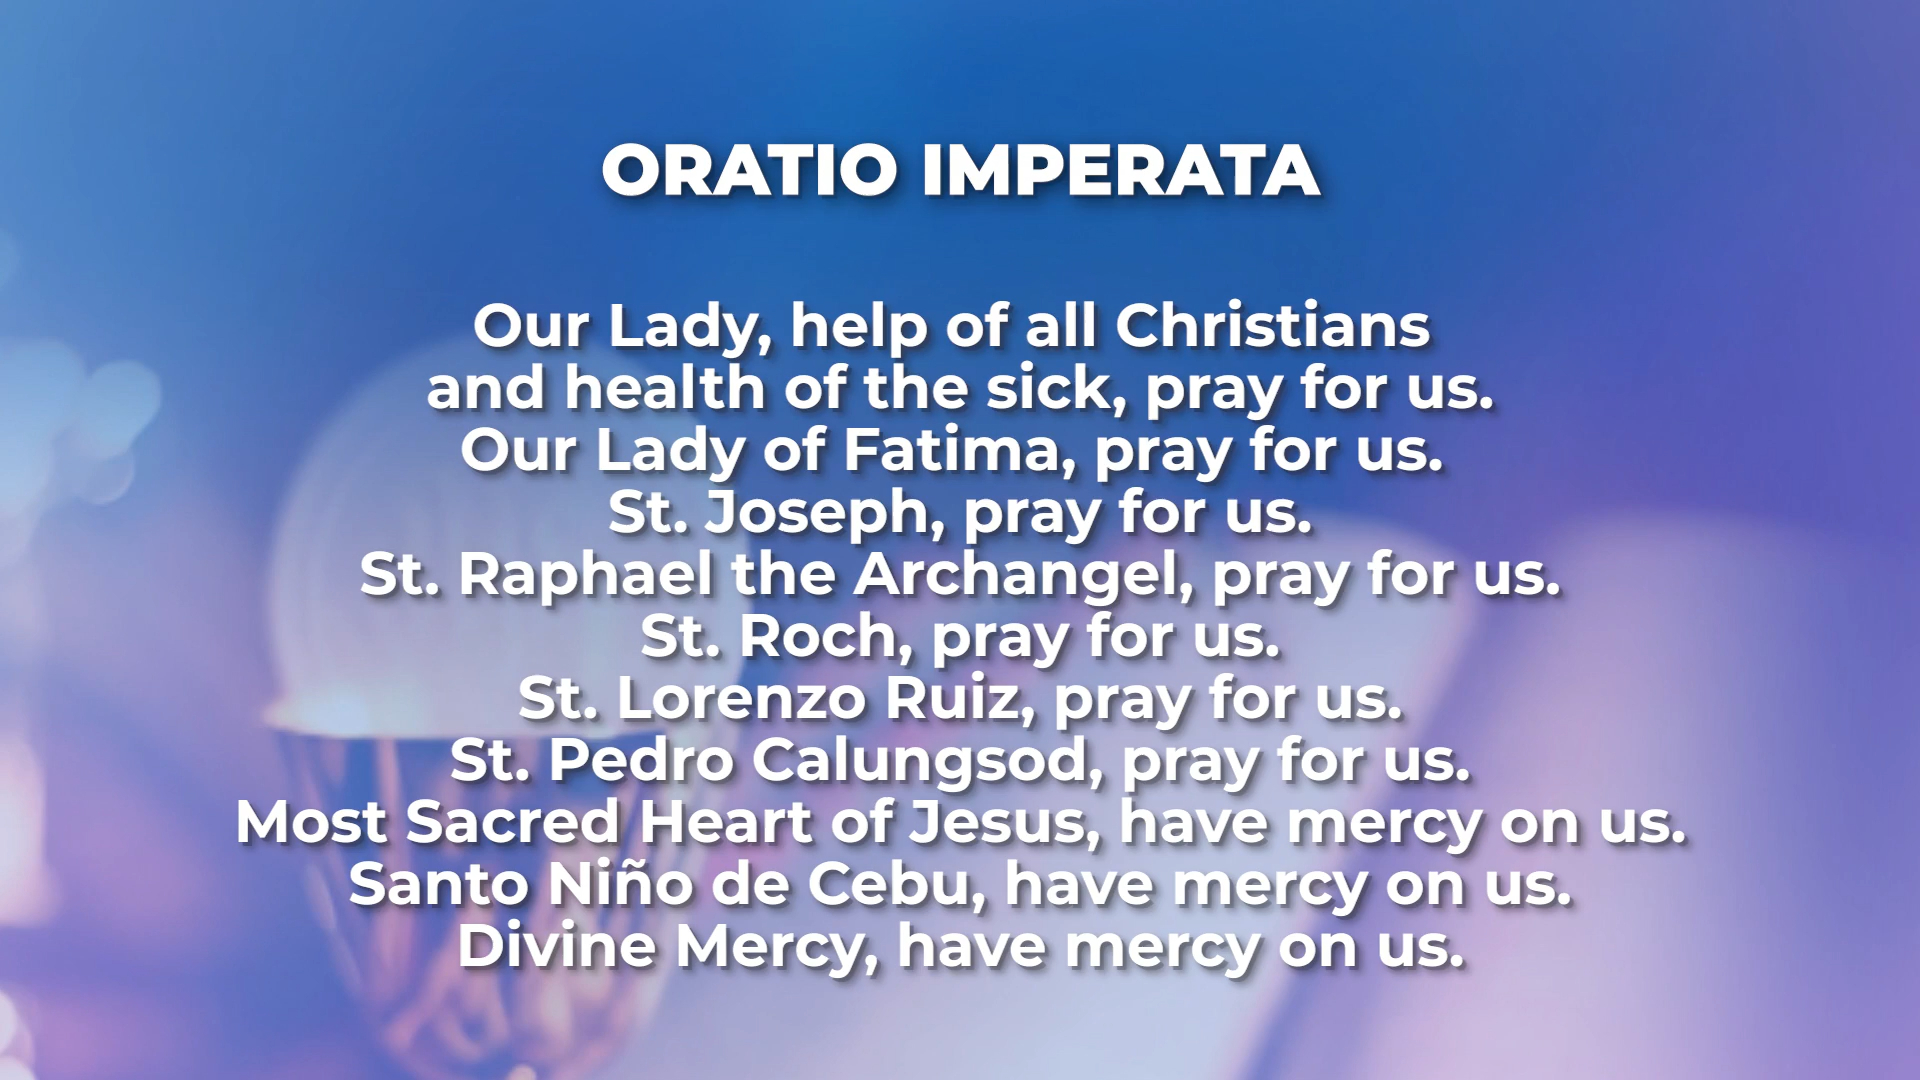 ORATIO IMPERATA
Our Lady, help of all Christians
and health of the sick, pray for us.
Our Lady of Fatima, pray for us.
St. Joseph, pray for us.
St. Raphael the Archangel, pray for us.
St. Roch, pray for us.
St. Lorenzo Ruiz, pray for us.
St. Pedro Calungsod, pray for us.
Most Sacred Heart of Jesus, have mercy on us.
Santo Niño de Cebu, have mercy on us.
Divine Mercy, have mercy on us.